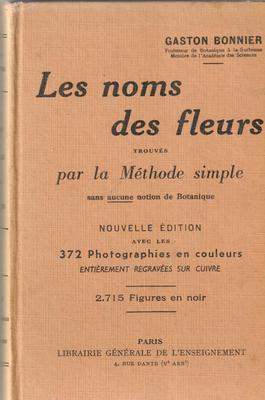 GASTON BONNIER
Professeur de Botanique à la Sorbonne
Membre de l'Académie des Sciences
Les noms
des fleurs
TROUVÉS
par la Méthode simple
sans aucune notion de Botanique
NOUVELLE ÉDITION
AVEC LES
372 Photographies en couleurs
ENTIÈREMENT REGRAVÉES SUR CUIVRE
2.715 Figures en noir
PARIS
LIBRAIRIE GÉNÉRALE DE L'ENSEIGNEMENT
4, RUE DANTE (Vᵉ ARRᵗ)